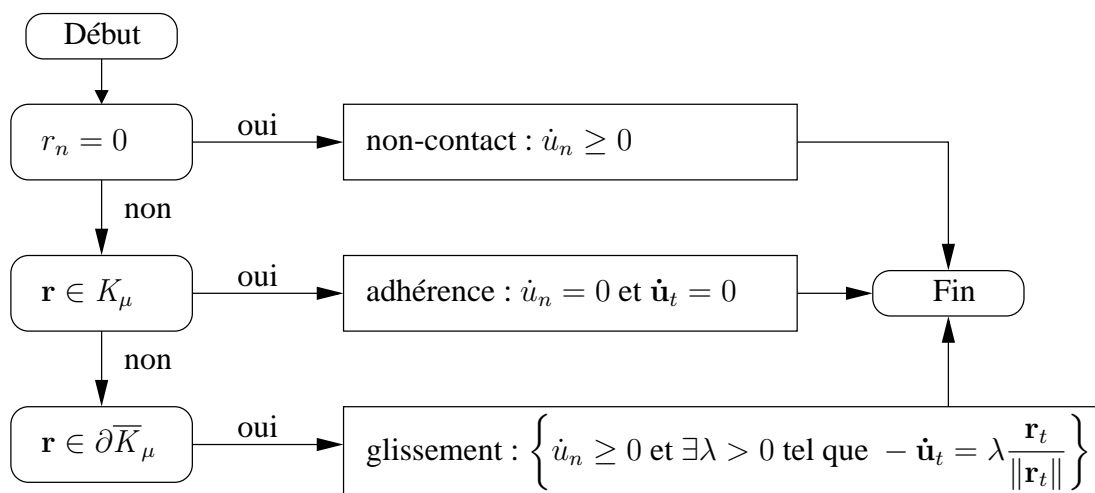 Début
r_n = 0
oui
non-contact : u̇_n ≥ 0
non
r ∈ K_μ
oui
adhérence : u̇_n = 0 et u̇_t = 0
Fin
non
r ∈ ∂K̅_μ
oui
glissement : { u̇_n ≥ 0 et ∃λ > 0 tel que − u̇_t = λ r_t / ‖r_t‖ }